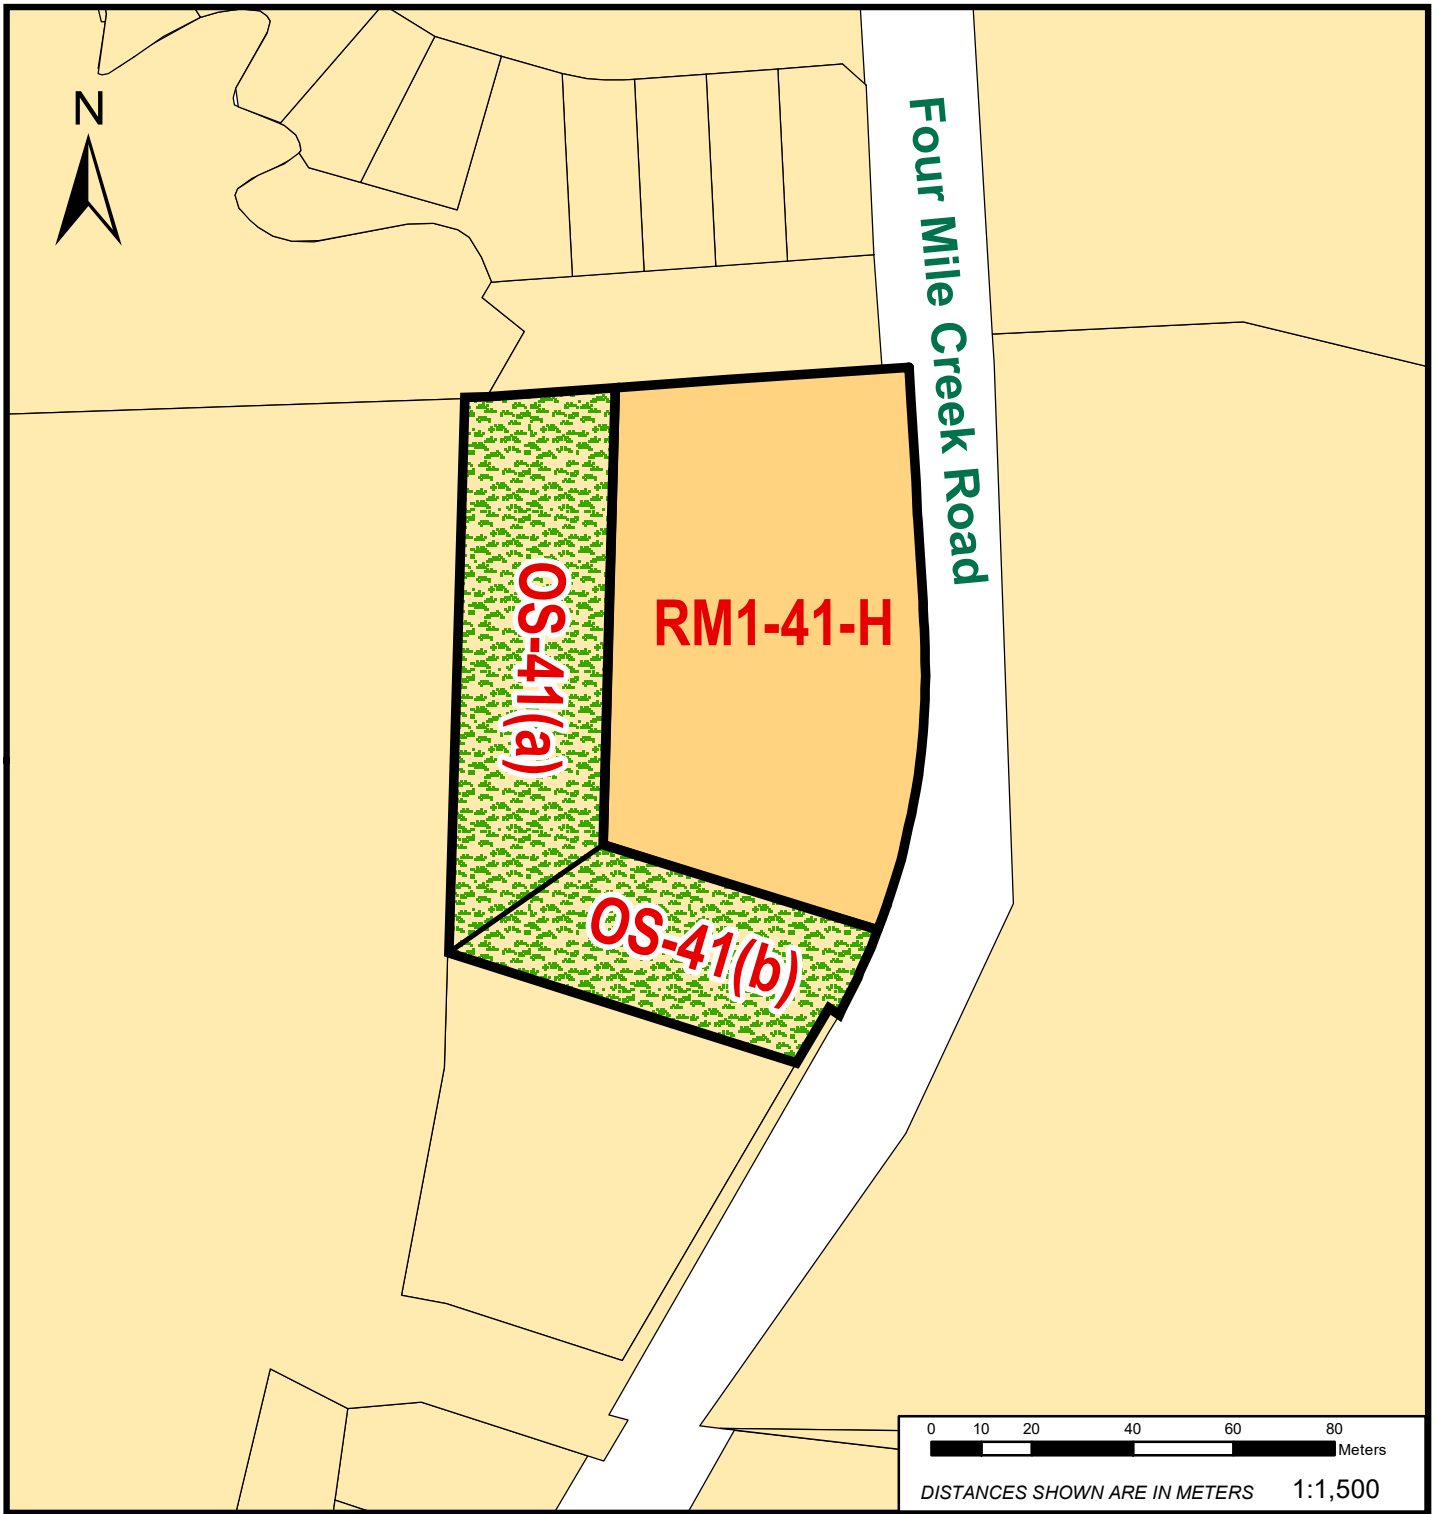 N
Four Mile Creek Road
OS-41(a)
RM1-41-H
OS-41(b)
0 10 20 40 60 80
Meters
DISTANCES SHOWN ARE IN METERS 1:1,500